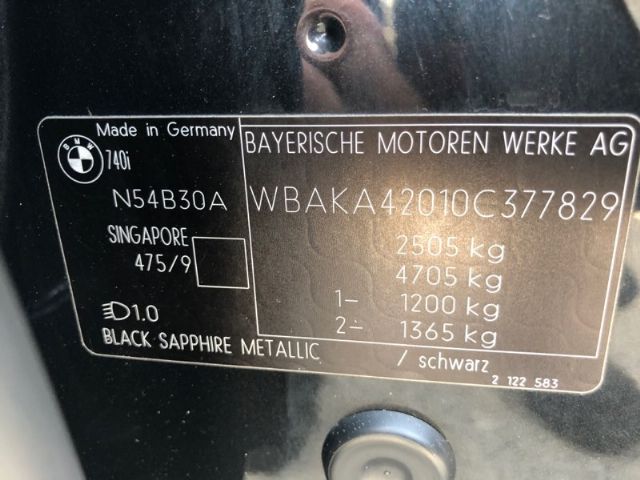 BMW
Made in Germany
740i
N54B30A
SINGAPORE
475/9
1.0
BLACK SAPPHIRE METALLIC / schwarz
BAYERISCHE MOTOREN WERKE AG
WBAKA42010C377829
2505 kg
4705 kg
1- 1200 kg
2- 1365 kg
2 122 583